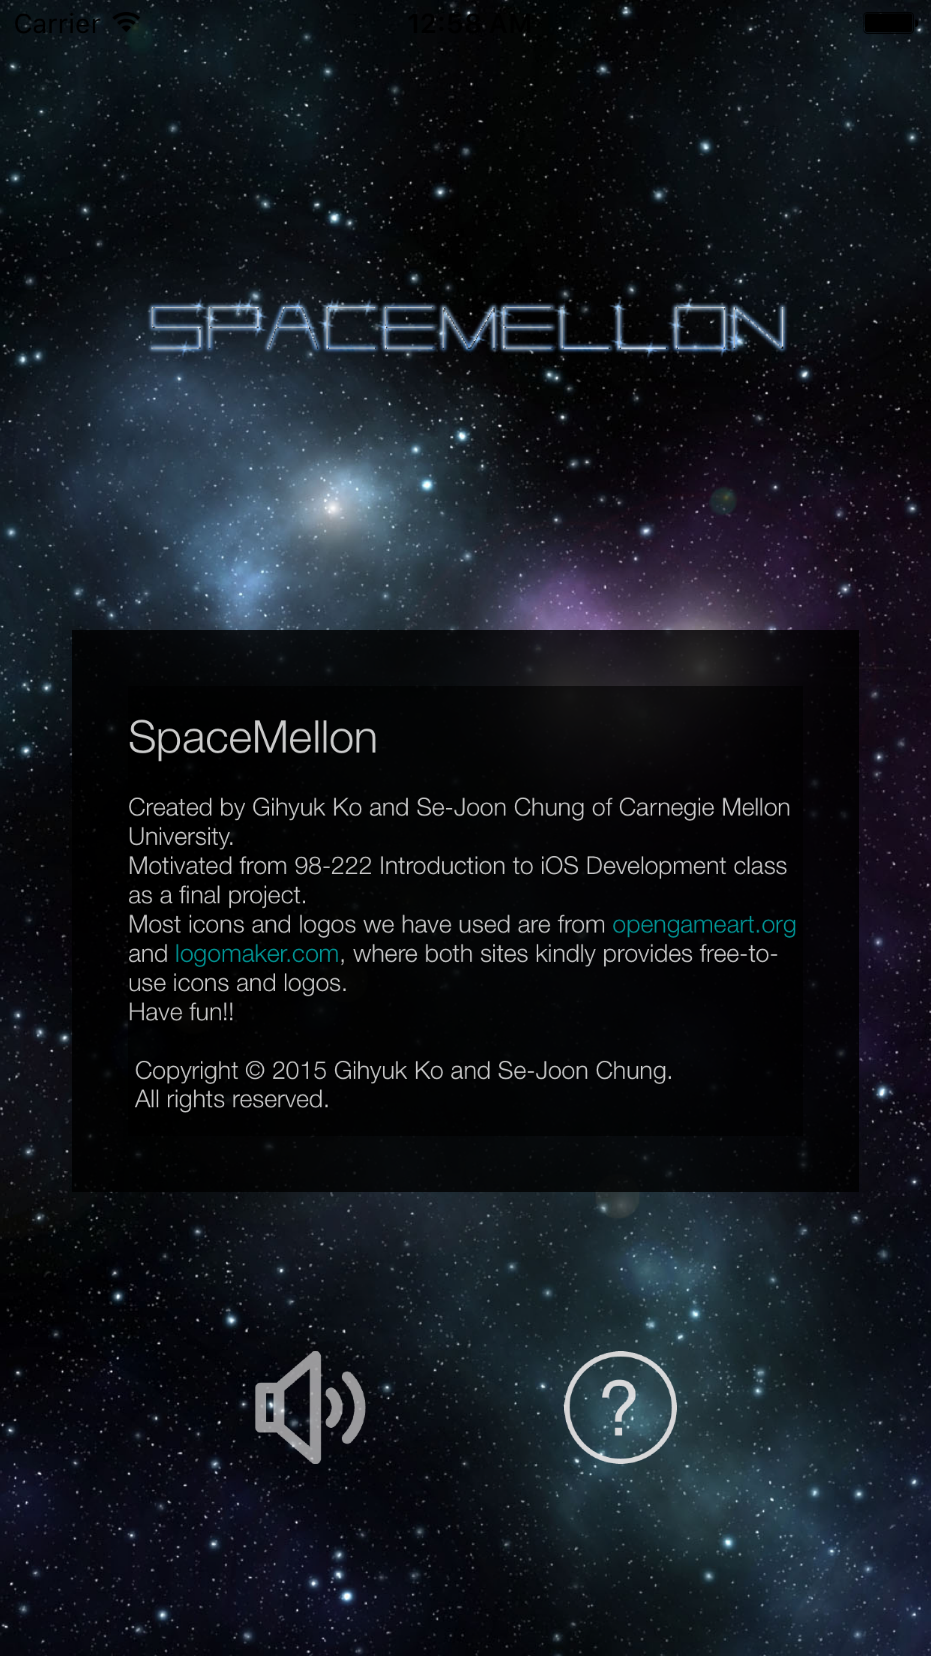 Carrier
SPACEMELLON
SpaceMellon
Created by Gihyuk Ko and Se-Joon Chung of Carnegie Mellon
University.
Motivated from 98-222 Introduction to iOS Development class
as a final project.
Most icons and logos we have used are from opengameart.org
and logomaker.com, where both sites kindly provides free-to-
use icons and logos.
Have fun!!
Copyright © 2015 Gihyuk Ko and Se-Joon Chung.
All rights reserved.
?